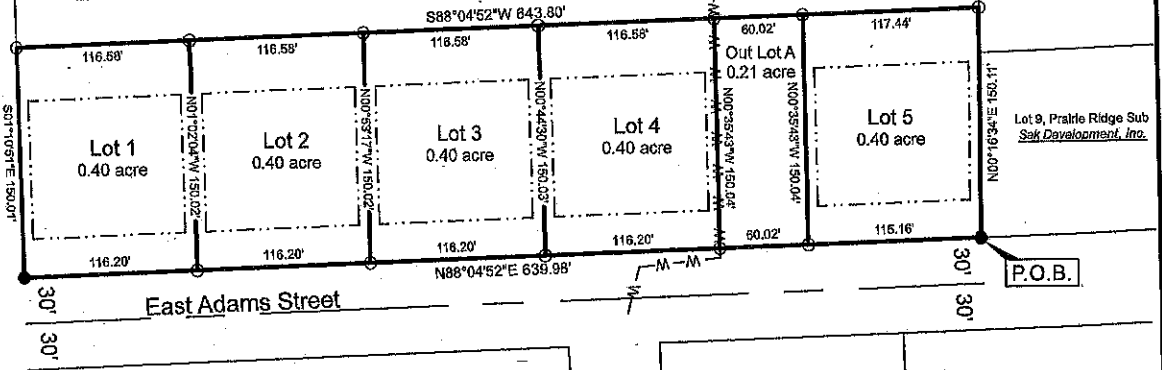 S88°04'52"W 643.80'
116.58'
116.58'
116.58'
116.58'
60.02'
117.44'
Out Lot A
0.21 acre
S01°10'51"E 150.01'
N01°02'04"W 150.02'
N00°53'17"W 150.02'
N00°44'30"W 150.03'
N00°35'43"W 150.04'
N00°35'43"W 150.04'
N00°16'34"E 150.11'
Lot 1
0.40 acre
Lot 2
0.40 acre
Lot 3
0.40 acre
Lot 4
0.40 acre
Lot 5
0.40 acre
Lot 9, Prairie Ridge Sub
Sak Development, Inc.
116.20'
116.20'
116.20'
116.20'
60.02'
115.16'
N88°04'52"E 639.98'
W
W
W
W
W
W
W
P.O.B.
30'
30'
East Adams Street
30'
30'